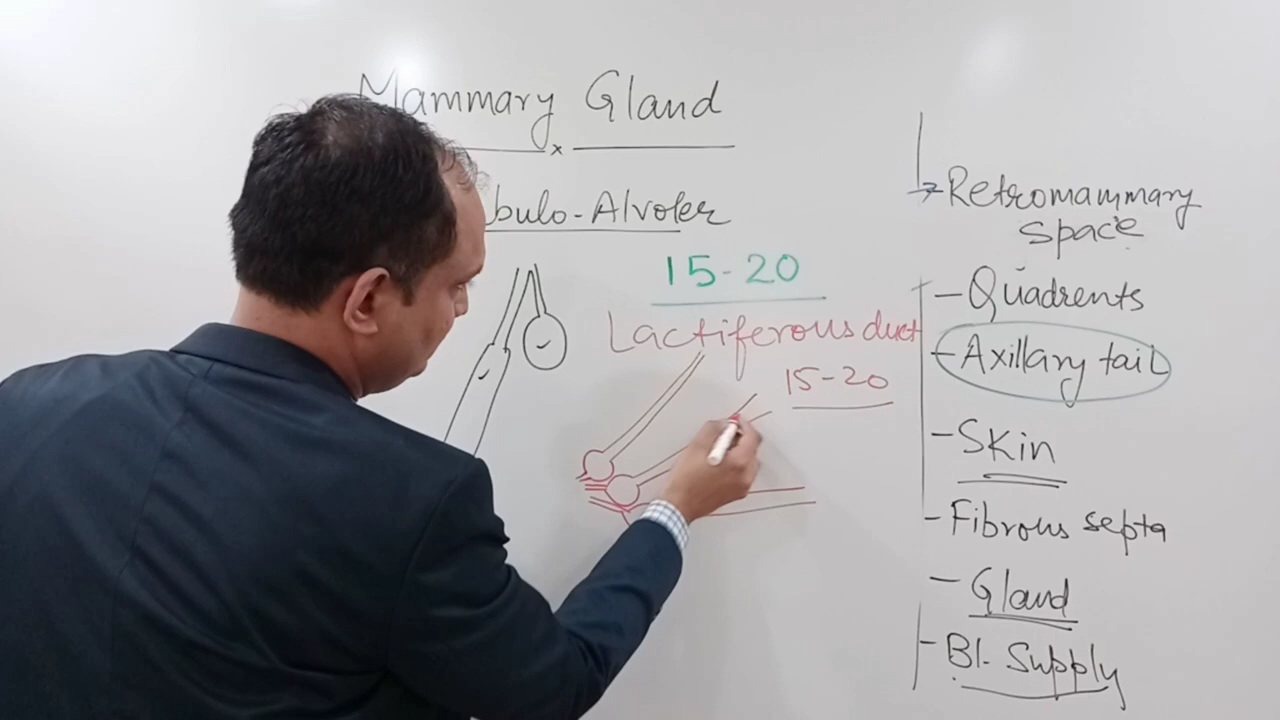 Mammary Gland
bulo-Alvoler
15-20
Lactiferous duct
15-20
Retromammary
space
- Quadrents
- Axillary tail
- Skin
- Fibrous septa
- Gland
- Bl. Supply